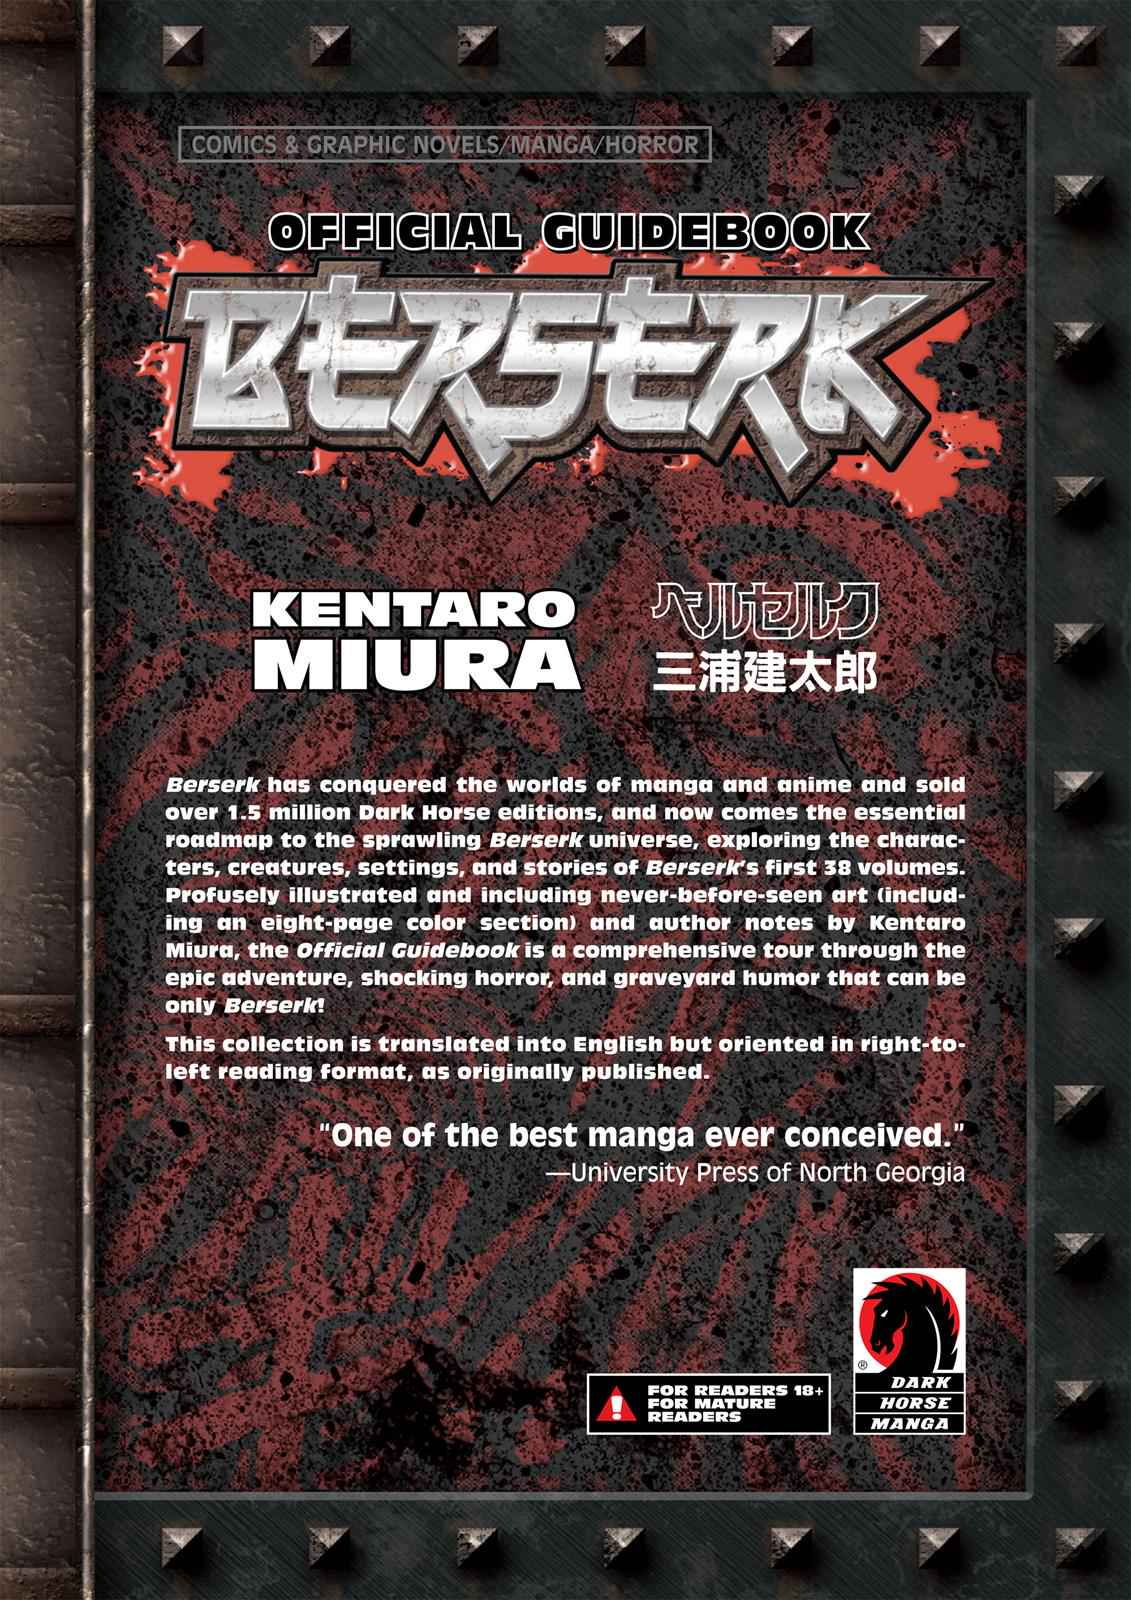 COMICS & GRAPHIC NOVELS/MANGA/HORROR
OFFICIAL GUIDEBOOK
BERSERK
KENTARO
MIURA
ベルセルク
三浦建太郎
Berserk has conquered the worlds of manga and anime and sold
over 1.5 million Dark Horse editions, and now comes the essential
roadmap to the sprawling Berserk universe, exploring the charac-
ters, creatures, settings, and stories of Berserk's first 38 volumes.
Profusely illustrated and including never-before-seen art (includ-
ing an eight-page color section) and author notes by Kentaro
Miura, the Official Guidebook is a comprehensive tour through the
epic adventure, shocking horror, and graveyard humor that can be
only Berserk!
This collection is translated into English but oriented in right-to-
left reading format, as originally published.
"One of the best manga ever conceived."
—University Press of North Georgia
FOR READERS 18+
FOR MATURE
READERS
®
DARK
HORSE
MANGA